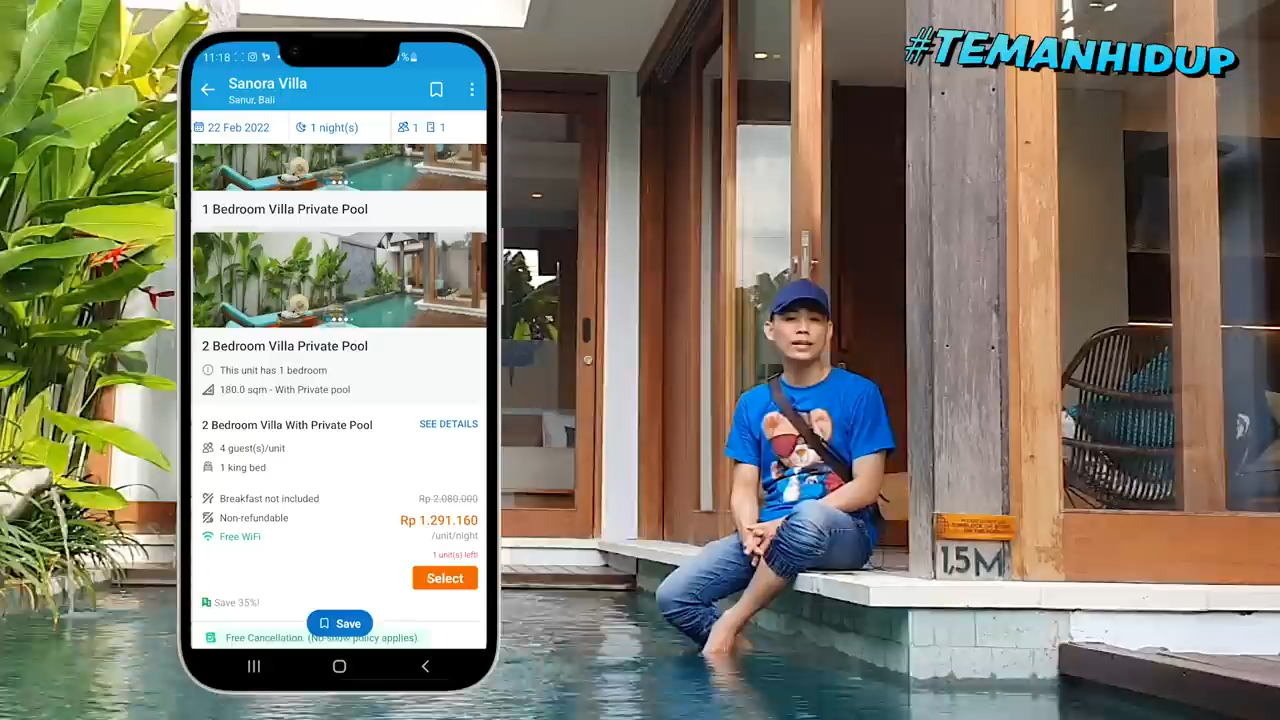 #TEMANHIDUP
11:18
%
Sanora Villa
Sanur, Bali
22 Feb 2022
1 night(s)
1
1
1 Bedroom Villa Private Pool
2 Bedroom Villa Private Pool
This unit has 1 bedroom
180.0 sqm - With Private pool
2 Bedroom Villa With Private Pool
SEE DETAILS
4 guest(s)/unit
1 king bed
Breakfast not included
Rp 2.080.000
Non-refundable
Rp 1.291.160
Free WiFi
/unit/night
1 unit(s) left!
Select
Save 35%!
Save
Free Cancellation. (No-show policy applies)
1,5M